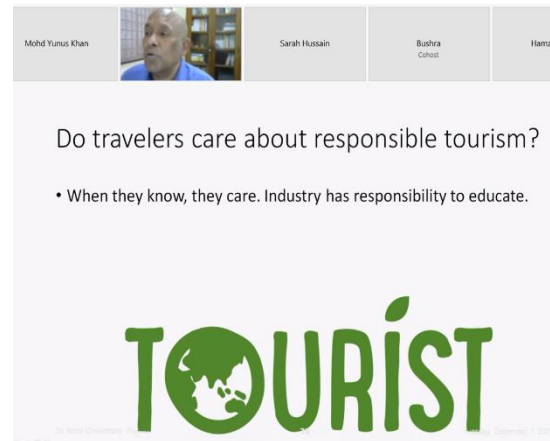 Mohd Yunus Khan
Sarah Hussain
Bushra
Cohost
Do travelers care about responsible tourism?
• When they know, they care. Industry has responsibility to educate.
TOURIST